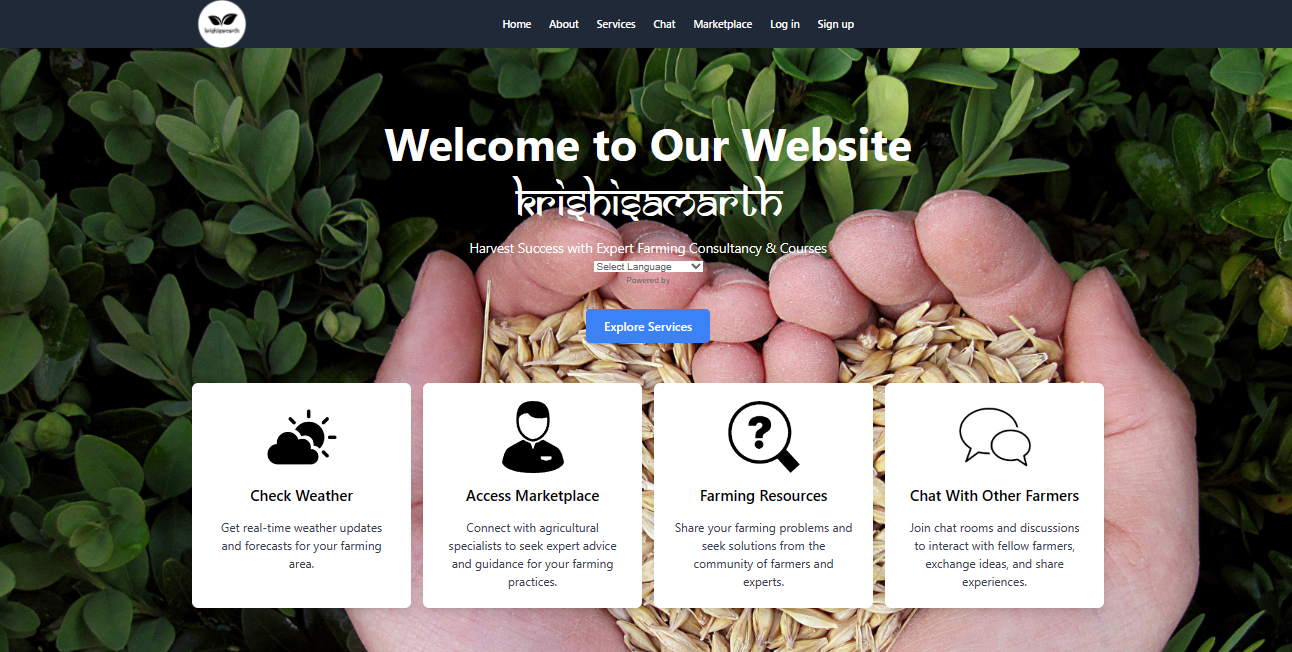 krishisamarth
Home About Services Chat Marketplace Log in Sign up
Welcome to Our Website
krishisamarth
Harvest Success with Expert Farming Consultancy & Courses
Select Language
Powered by
Explore Services
Check Weather
Get real-time weather updates
and forecasts for your farming
area.
Access Marketplace
Connect with agricultural
specialists to seek expert advice
and guidance for your farming
practices.
Farming Resources
Share your farming problems and
seek solutions from the
community of farmers and
experts.
Chat With Other Farmers
Join chat rooms and discussions
to interact with fellow farmers,
exchange ideas, and share
experiences.